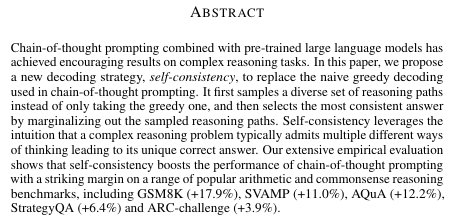 ABSTRACT
Chain-of-thought prompting combined with pre-trained large language models has
achieved encouraging results on complex reasoning tasks. In this paper, we propose
a new decoding strategy, self-consistency, to replace the naive greedy decoding
used in chain-of-thought prompting. It first samples a diverse set of reasoning paths
instead of only taking the greedy one, and then selects the most consistent answer
by marginalizing out the sampled reasoning paths. Self-consistency leverages the
intuition that a complex reasoning problem typically admits multiple different ways
of thinking leading to its unique correct answer. Our extensive empirical evaluation
shows that self-consistency boosts the performance of chain-of-thought prompting
with a striking margin on a range of popular arithmetic and commonsense reasoning
benchmarks, including GSM8K (+17.9%), SVAMP (+11.0%), AQuA (+12.2%),
StrategyQA (+6.4%) and ARC-challenge (+3.9%).